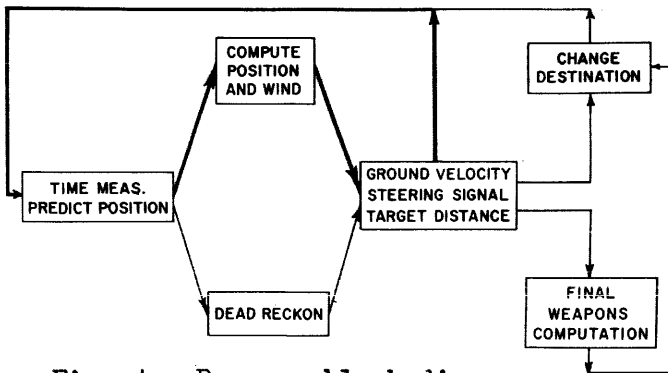 COMPUTE
POSITION
AND WIND
CHANGE
DESTINATION
TIME MEAS.
PREDICT POSITION
GROUND VELOCITY
STEERING SIGNAL
TARGET DISTANCE
DEAD RECKON
FINAL
WEAPONS
COMPUTATION